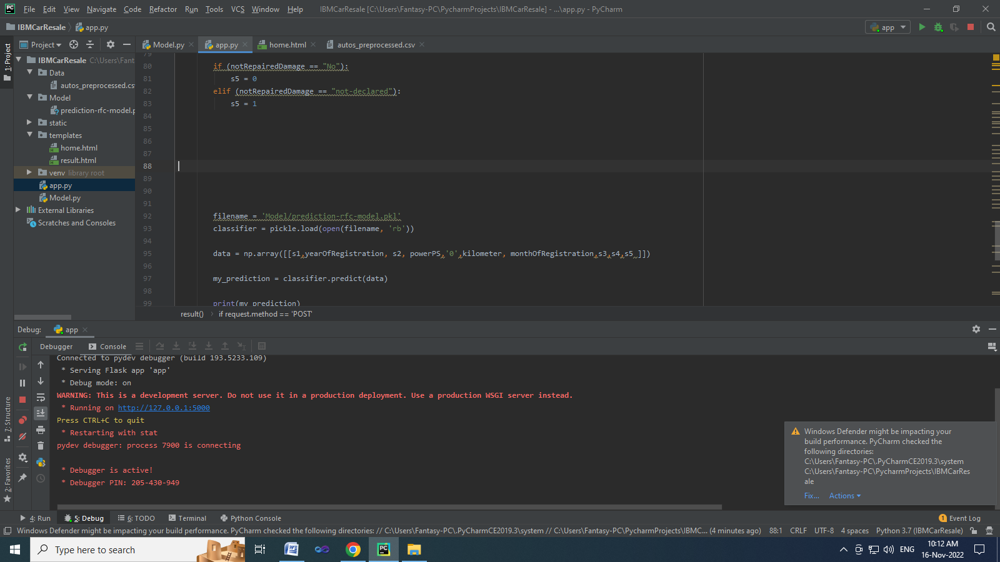 File Edit View Navigate Code Refactor Run Tools VCS Window Help IBMCarResale [C:\Users\Fantasy-PC\PycharmProjects\IBMCarResale] - ...\app.py - PyCharm
IBMCarResale app.py app
Project Model.py app.py home.html autos_preprocessed.csv
1: Project
IBMCarResale C:\Users\Fant
Data
autos_preprocessed.cs
Model
prediction-rfc-model.p
static
templates
home.html
result.html
venv library root
app.py
Model.py
External Libraries
Scratches and Consoles
79
80 if (notRepairedDamage == "No"):
81 s5 = 0
82 elif (notRepairedDamage == "not-declared"):
83 s5 = 1
84
85
86
87
88
89
90
91
92 filename = 'Model/prediction-rfc-model.pkl'
93 classifier = pickle.load(open(filename, 'rb'))
94
95 data = np.array([[s1,yearOfRegistration, s2, powerPS,'0',kilometer, monthOfRegistration,s3,s4,s5 ]])
96
97 my_prediction = classifier.predict(data)
98
99 print(my_prediction)
result() if request.method == 'POST'
Debug: app
Debugger Console
Connected to pydev debugger (build 193.5233.109)
* Serving Flask app 'app'
* Debug mode: on
WARNING: This is a development server. Do not use it in a production deployment. Use a production WSGI server instead.
* Running on http://127.0.0.1:5000
Press CTRL+C to quit
* Restarting with stat
pydev debugger: process 7900 is connecting
* Debugger is active!
* Debugger PIN: 205-430-949
7: Structure
2: Favorites
Windows Defender might be impacting your
build performance. PyCharm checked the
following directories:
C:\Users\Fantasy-PC\.PyCharmCE2019.3\system
C:\Users\Fantasy-PC\PycharmProjects\IBMCarRes
ale
Fix... Actions
4: Run 5: Debug 6: TODO Terminal Python Console 1 Event Log
Windows Defender might be impacting your build performance. PyCharm checked the following directories: // C:\Users\Fantasy-PC\.PyCharmCE2019.3\system // C:\Users\Fantasy-PC\PycharmProjects\IBMC... (4 minutes ago) 88:1 CRLF UTF-8 4 spaces Python 3.7 (IBMCarResale)
Type here to search ENG 10:12 AM
16-Nov-2022